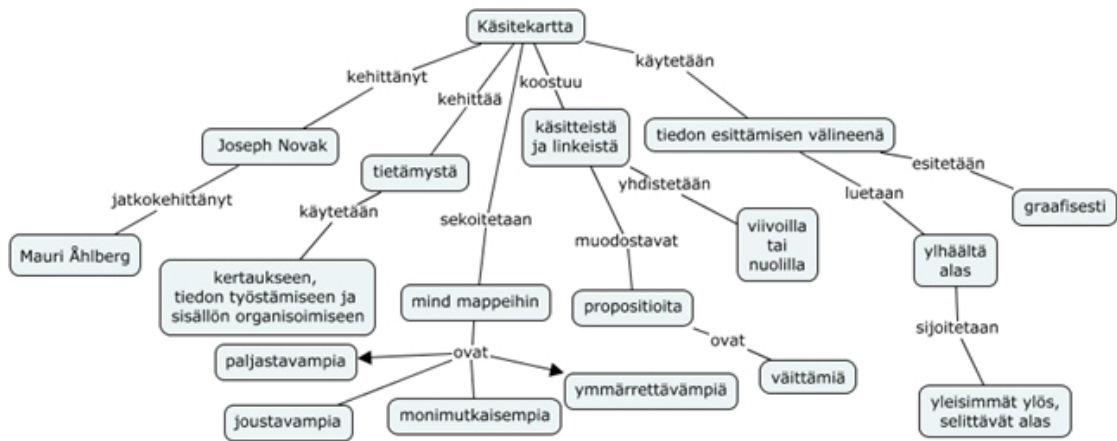 Käsitekartta
kehittänyt
kehittää
koostuu
käytetään
Joseph Novak
tietämystä
käsitteistä
ja linkeistä
tiedon esittämisen välineenä
jatkokehittänyt
käytetään
sekoitetaan
yhdistetään
luetaan
esitetään
Mauri Åhlberg
kertaukseen,
tiedon työstämiseen ja
sisällön organisoimiseen
mind mappeihin
muodostavat
viivoilla
tai
nuolilla
ylhäältä
alas
graafisesti
propositioita
sijoitetaan
ovat
ovat
paljastavampia
joustavampia
monimutkaisempia
ymmärrettävämpiä
väittämiä
yleisimmät ylös,
selittävät alas